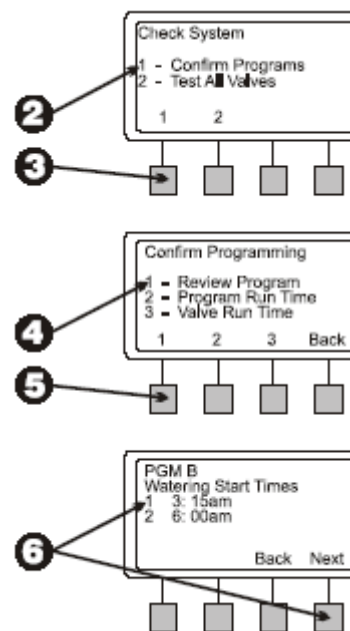 Check System
1 - Confirm Programs
2 - Test All Valves
1 2
2
3
Confirm Programming
1 - Review Program
2 - Program Run Time
3 - Valve Run Time
1 2 3 Back
4
5
PGM B
Watering Start Times
1 3: 15am
2 6: 00am
Back Next
6